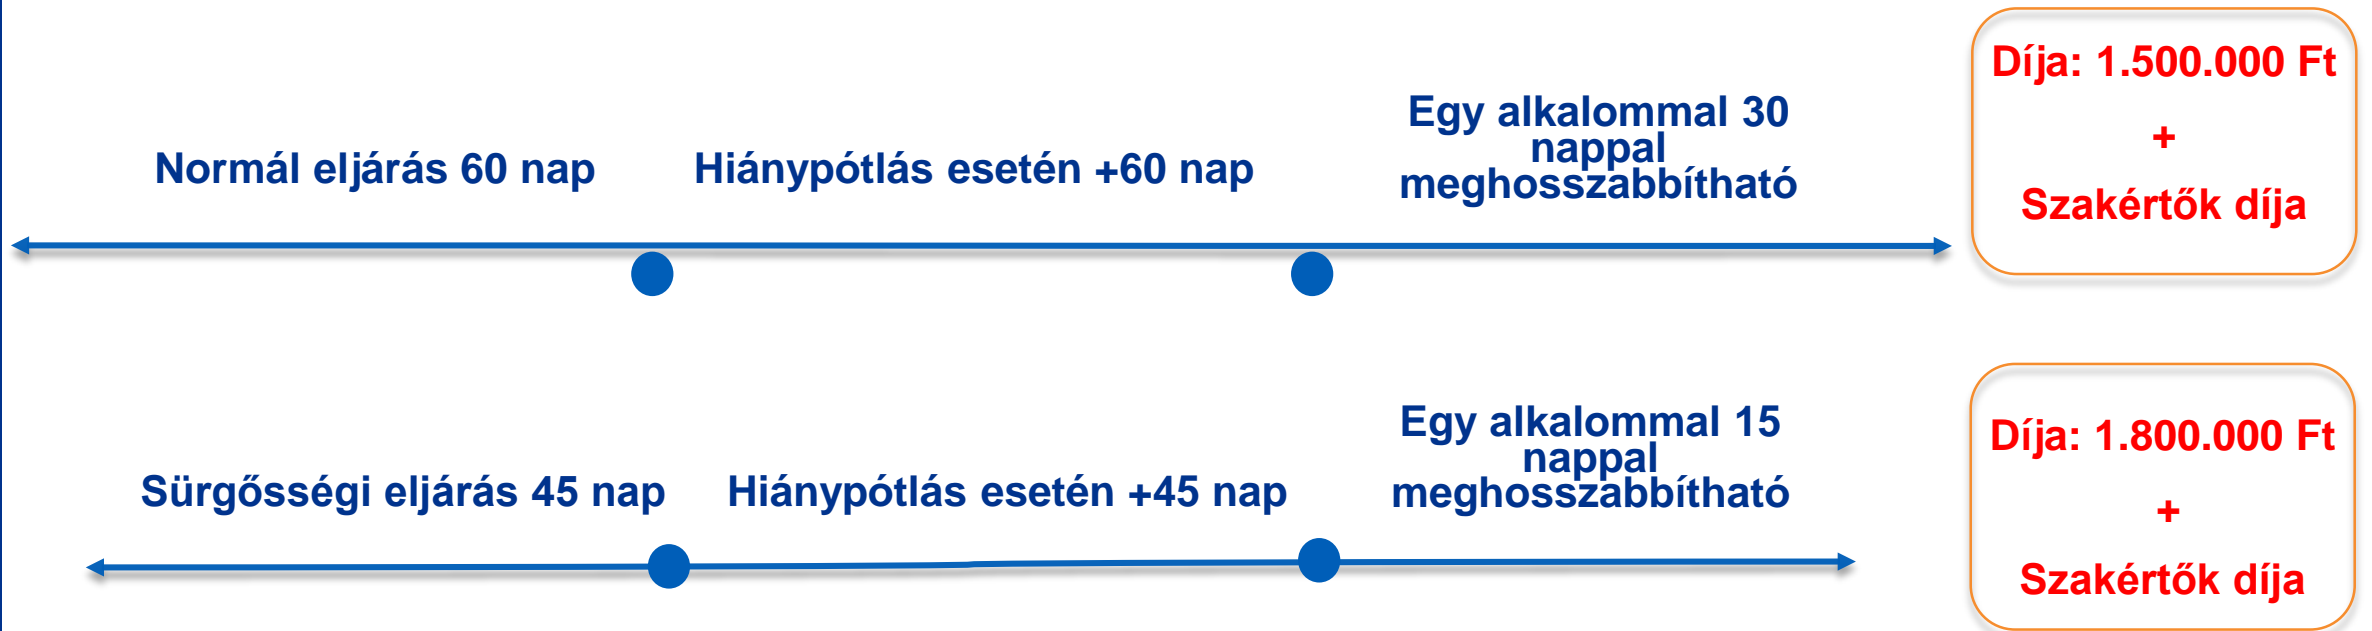 Normál eljárás 60 nap
Hiánypótlás esetén +60 nap
Egy alkalommal 30
nappal
meghosszabbítható
Díja: 1.500.000 Ft
+
Szakértők díja
Sürgősségi eljárás 45 nap
Hiánypótlás esetén +45 nap
Egy alkalommal 15
nappal
meghosszabbítható
Díja: 1.800.000 Ft
+
Szakértők díja